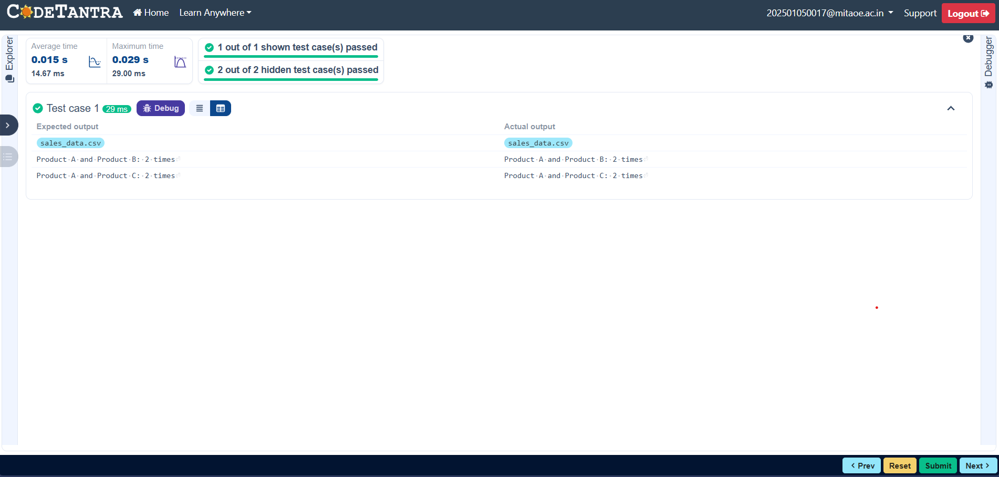 CODETANTRA Home Learn Anywhere 202501050017@mitaoe.ac.in Support Logout
Explorer
Average time
0.015 s
14.67 ms
Maximum time
0.029 s
29.00 ms
1 out of 1 shown test case(s) passed
2 out of 2 hidden test case(s) passed
Debugger
Test case 1 29 ms Debug
Expected output Actual output
sales_data.csv sales_data.csv
Product·A·and·Product·B:·2·times Product·A·and·Product·B:·2·times
Product·A·and·Product·C:·2·times Product·A·and·Product·C:·2·times
Prev Reset Submit Next